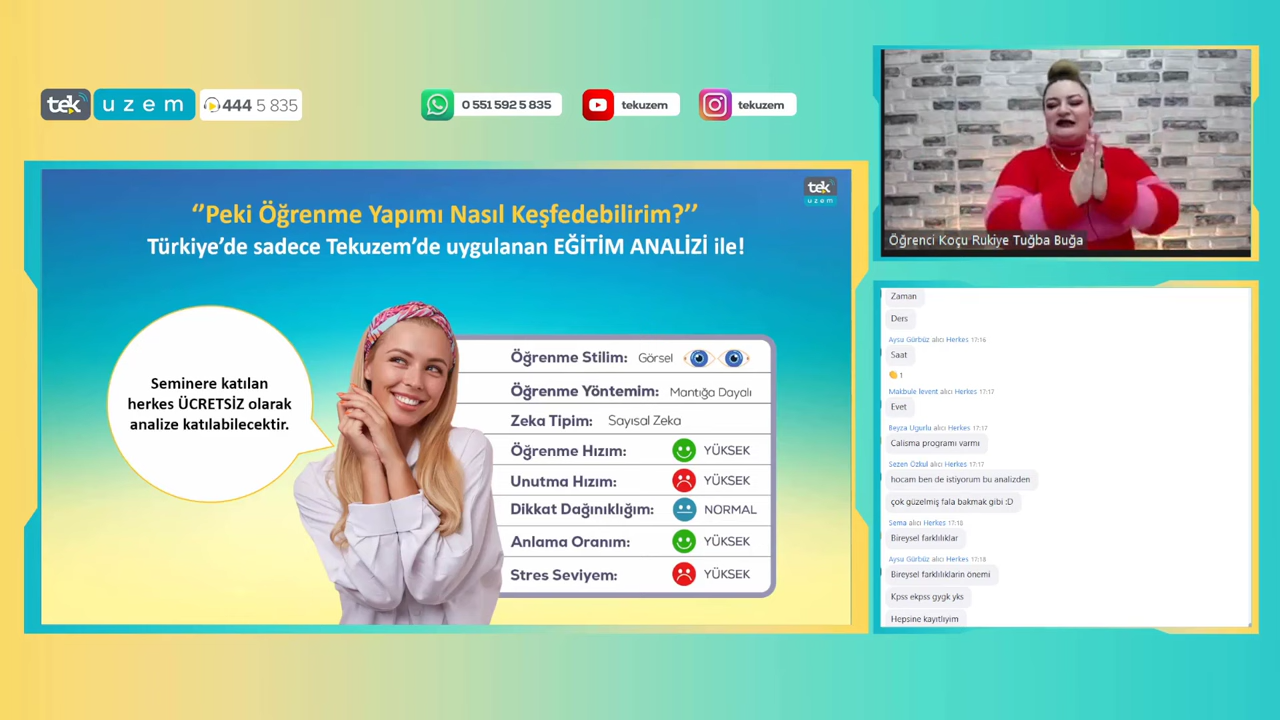 tek uzem 444 5 835
0 551 592 5 835
tekuzem
tekuzem
tek
uzem
‘’Peki Öğrenme Yapımı Nasıl Keşfedebilirim?’’
Türkiye’de sadece Tekuzem’de uygulanan EĞİTİM ANALİZİ ile!
Seminere katılan
herkes ÜCRETSİZ olarak
analize katılabilecektir.
Öğrenme Stilim: Görsel
Öğrenme Yöntemim: Mantığa Dayalı
Zeka Tipim: Sayısal Zeka
Öğrenme Hızım: YÜKSEK
Unutma Hızım: YÜKSEK
Dikkat Dağınıklığım: NORMAL
Anlama Oranım: YÜKSEK
Stres Seviyem: YÜKSEK
Öğrenci Koçu Rukiye Tuğba Buğa
Zaman
Ders
Aysu Gürbüz alıcı Herkes 17:16
Saat
1
Makbule levent alıcı Herkes 17:17
Evet
Beyza Ugurlu alıcı Herkes 17:17
Calisma programı varmı
Sezen Özkul alıcı Herkes 17:17
hocam ben de istiyorum bu analizden
çok güzelmiş fala bakmak gibi :D
Sema alıcı Herkes 17:18
Bireysel farklılıklar
Aysu Gürbüz alıcı Herkes 17:18
Bireysel farklılıkların önemi
Kpss ekpss gygk yks
Hepsine kayıtlıyım